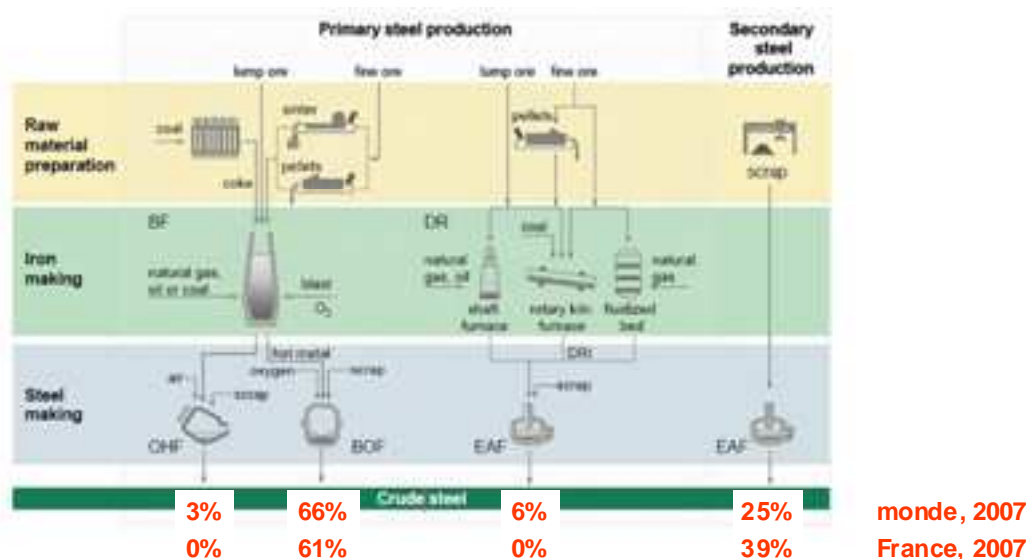 Primary steel production
Secondary
steel
production
lump ore
fine ore
lump ore
fine ore
Raw
material
preparation
coal
sinter
pellets
coke
pellets
scrap
BF
DR
Iron
making
natural gas,
oil or coal
blast
O₂
coal
natural
gas, oil
natural
gas
shaft
furnace
rotary kiln
furnace
fluidized
bed
hot metal
DRI
Steel
making
air
scrap
oxygen
scrap
scrap
OHF
BOF
EAF
EAF
Crude steel
3% 66% 6% 25% monde, 2007
0% 61% 0% 39% France, 2007